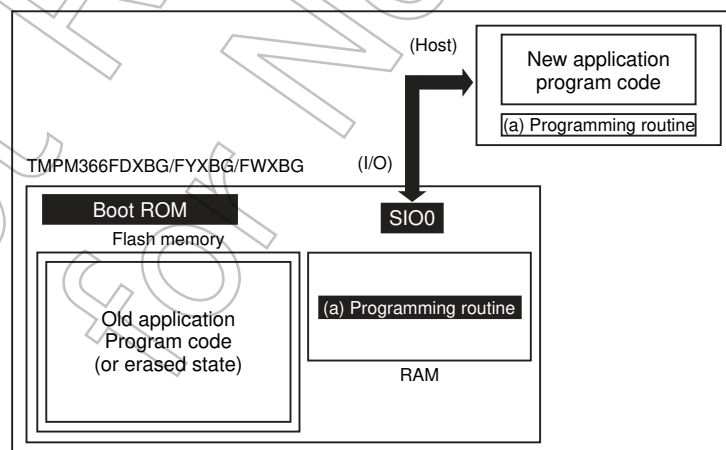 (Host)
New application
program code
(a) Programming routine
TMPM366FDXBG/FYXBG/FWXBG
(I/O)
Boot ROM
SIO0
Flash memory
Old application
Program code
(or erased state)
(a) Programming routine
RAM